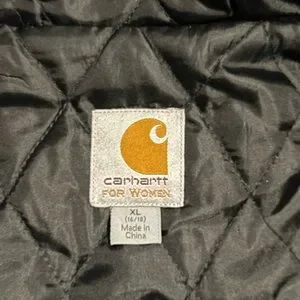 carhartt
FOR WOMEN
XL
(16/18)
Made in
China